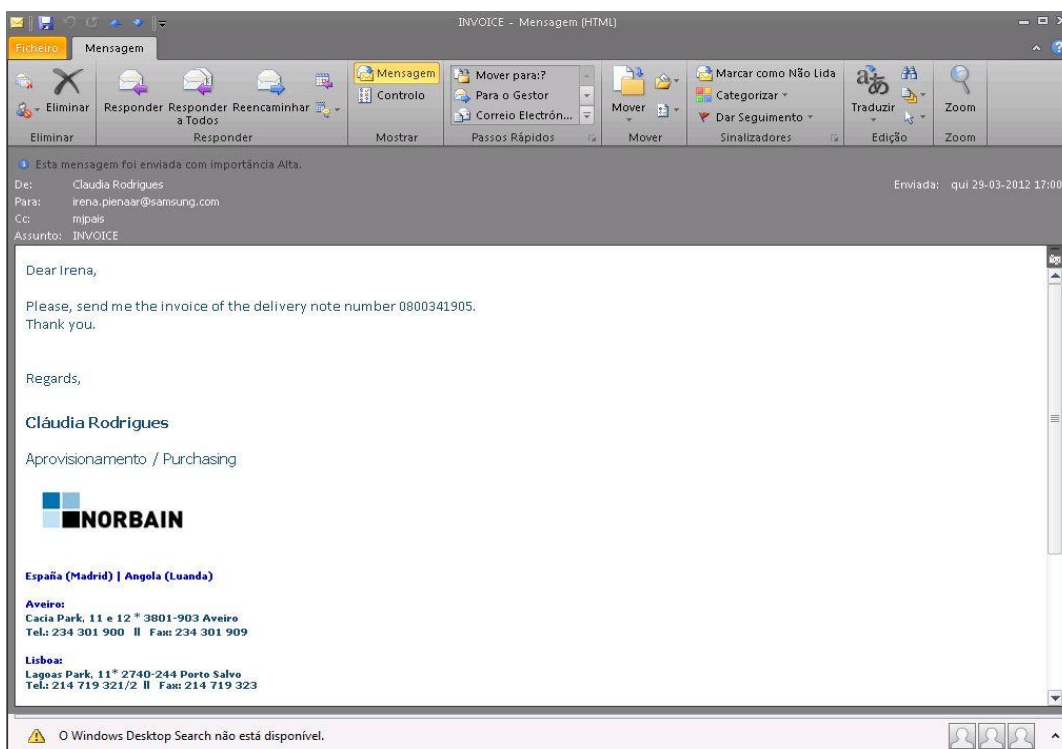 INVOICE - Mensagem (HTML)
Ficheiro Mensagem
Eliminar
Responder Responder a Todos Reencaminhar
Mensagem
Controlo
Mover para:?
Para o Gestor
Correio Electrón...
Mover
Marcar como Não Lida
Categorizar
Dar Seguimento
Traduzir
Zoom
Eliminar Responder Mostrar Passos Rápidos Mover Sinalizadores Edição Zoom
Esta mensagem foi enviada com importância Alta.
De: Claudia Rodrigues Enviada: qui 29-03-2012 17:00
Para: irena.pienaar@samsung.com
Cc: mjpais
Assunto: INVOICE
Dear Irena,
Please, send me the invoice of the delivery note number 0800341905.
Thank you.
Regards,
Cláudia Rodrigues
Aprovisionamento / Purchasing
NORBAIN
España (Madrid) | Angola (Luanda)
Aveiro:
Cacia Park, 11 e 12 * 3801-903 Aveiro
Tel.: 234 301 900 || Fax: 234 301 909
Lisboa:
Lagoas Park, 11* 2740-244 Porto Salvo
Tel.: 214 719 321/2 || Fax: 214 719 323
O Windows Desktop Search não está disponível.